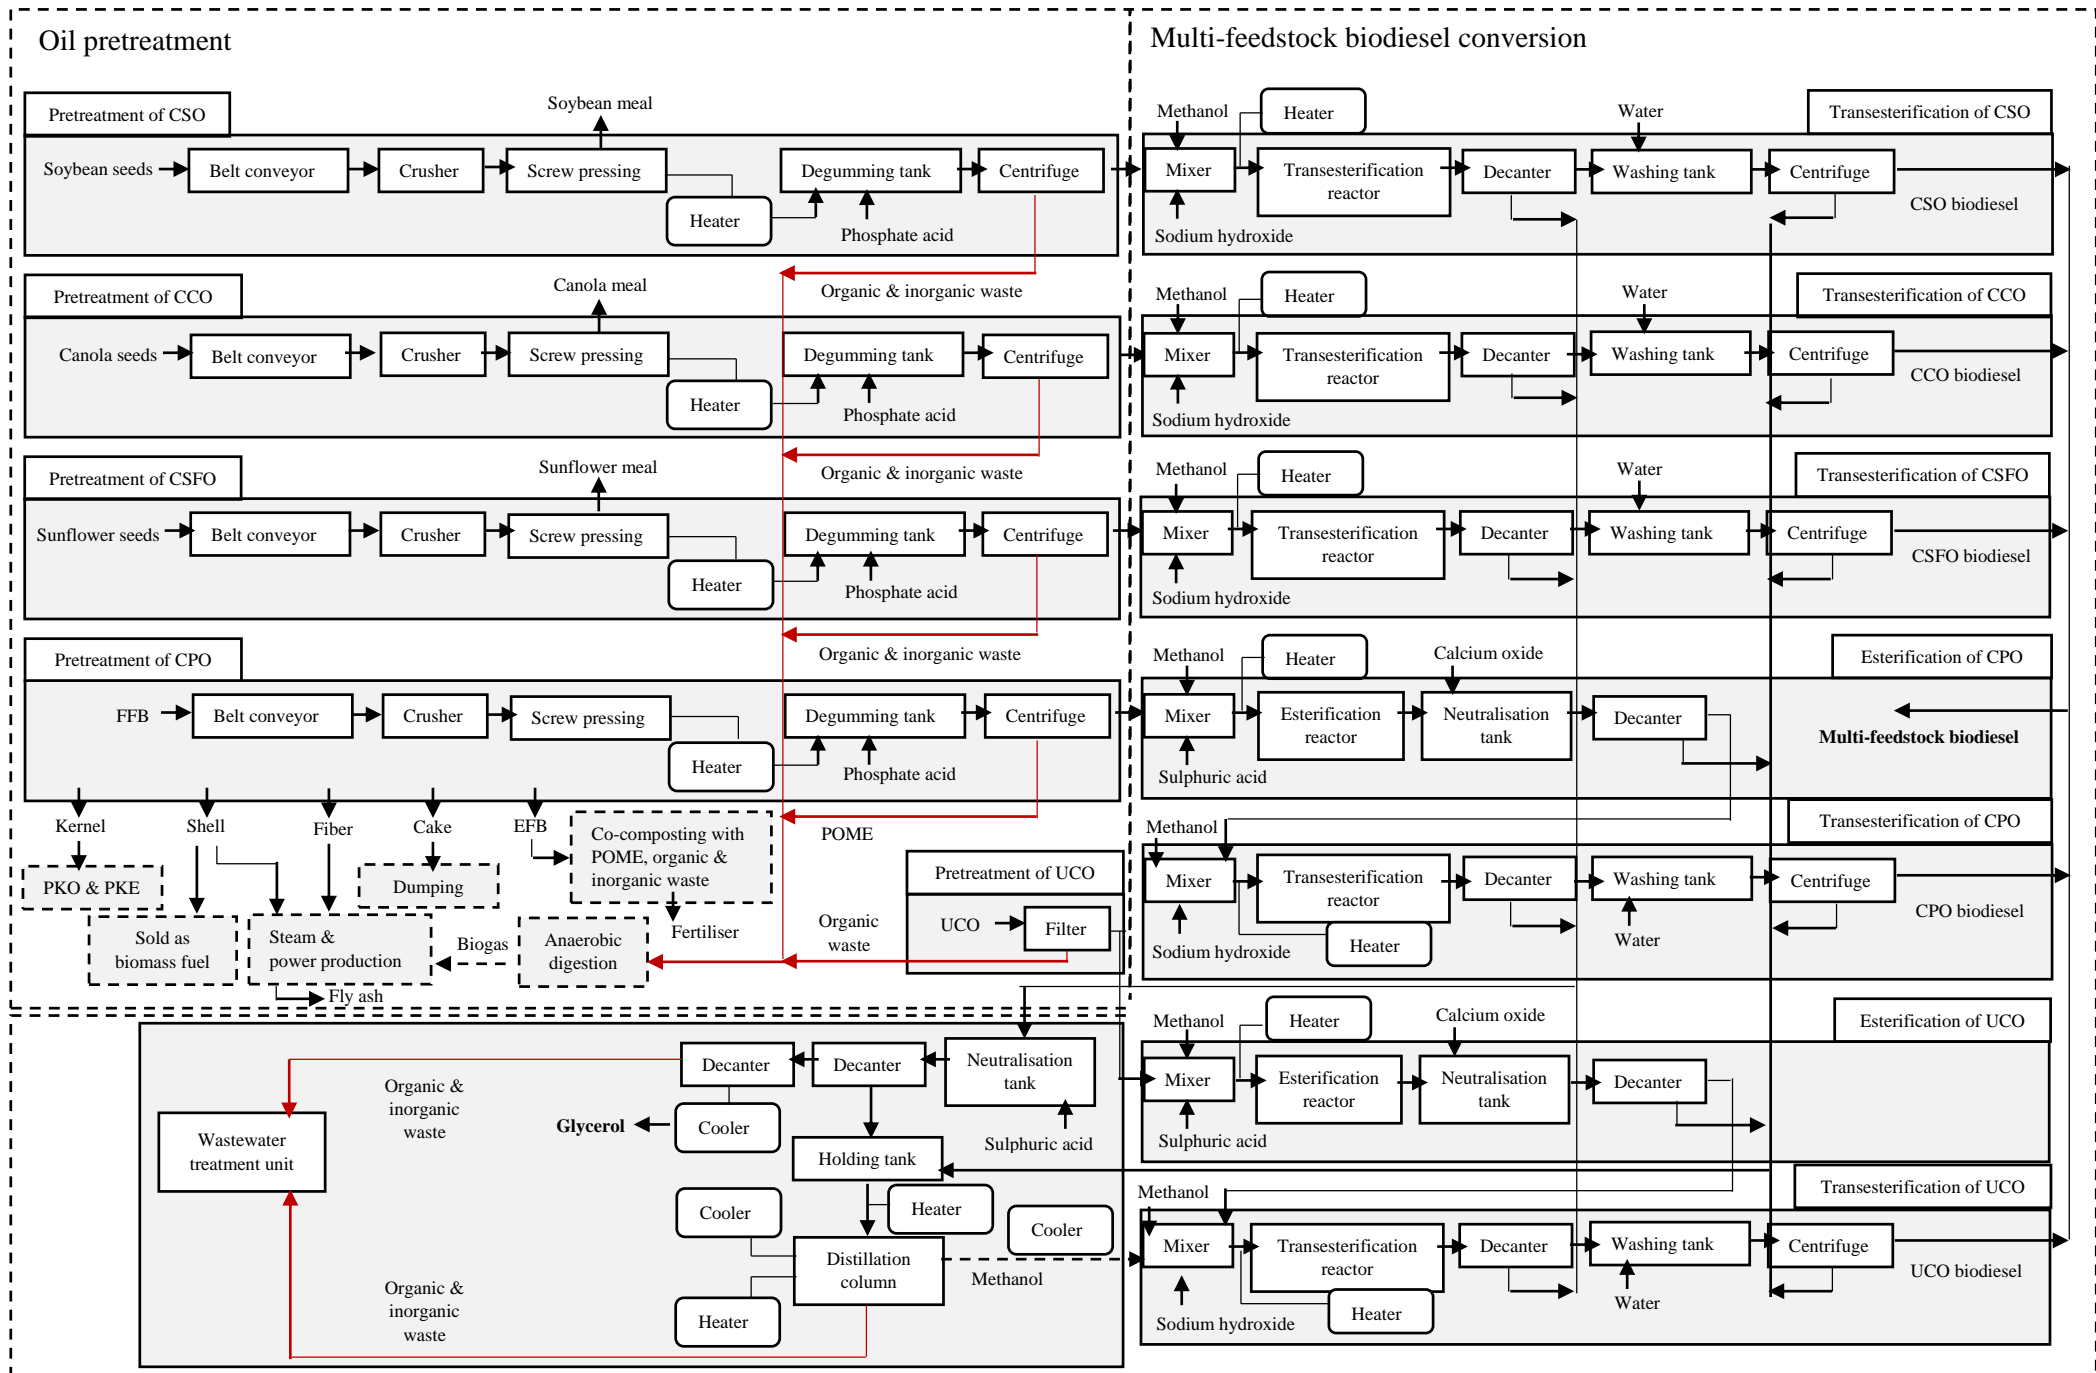 Oil pretreatment
Multi-feedstock biodiesel conversion
Pretreatment of CSO
Soybean meal
Soybean seeds
Belt conveyor
Crusher
Screw pressing
Heater
Degumming tank
Phosphate acid
Centrifuge
Organic & inorganic waste
Methanol
Heater
Water
Transesterification of CSO
Mixer
Transesterification
reactor
Decanter
Washing tank
Centrifuge
Sodium hydroxide
CSO biodiesel
Pretreatment of CCO
Canola meal
Canola seeds
Belt conveyor
Crusher
Screw pressing
Heater
Degumming tank
Phosphate acid
Centrifuge
Organic & inorganic waste
Methanol
Heater
Water
Transesterification of CCO
Mixer
Transesterification
reactor
Decanter
Washing tank
Centrifuge
Sodium hydroxide
CCO biodiesel
Pretreatment of CSFO
Sunflower meal
Sunflower seeds
Belt conveyor
Crusher
Screw pressing
Heater
Degumming tank
Phosphate acid
Centrifuge
Organic & inorganic waste
Methanol
Heater
Water
Transesterification of CSFO
Mixer
Transesterification
reactor
Decanter
Washing tank
Centrifuge
Sodium hydroxide
CSFO biodiesel
Pretreatment of CPO
FFB
Belt conveyor
Crusher
Screw pressing
Heater
Degumming tank
Phosphate acid
Centrifuge
POME
Methanol
Heater
Calcium oxide
Esterification of CPO
Mixer
Esterification
reactor
Neutralisation
tank
Decanter
Sulphuric acid
Multi-feedstock biodiesel
Kernel
Shell
Fiber
Cake
EFB
PKO & PKE
Sold as
biomass fuel
Steam &
power production
Fly ash
Dumping
Co-composting with
POME, organic &
inorganic waste
Fertiliser
Biogas
Anaerobic
digestion
Organic
waste
Pretreatment of UCO
UCO
Filter
Methanol
Transesterification of CPO
Mixer
Transesterification
reactor
Heater
Decanter
Washing tank
Water
Centrifuge
Sodium hydroxide
CPO biodiesel
Methanol
Heater
Calcium oxide
Esterification of UCO
Mixer
Esterification
reactor
Neutralisation
tank
Decanter
Sulphuric acid
Decanter
Decanter
Neutralisation
tank
Organic &
inorganic
waste
Glycerol
Cooler
Sulphuric acid
Wastewater
treatment unit
Holding tank
Cooler
Heater
Cooler
Distillation
column
Methanol
Organic &
inorganic
waste
Heater
Methanol
Transesterification of UCO
Mixer
Transesterification
reactor
Heater
Decanter
Washing tank
Water
Centrifuge
Sodium hydroxide
UCO biodiesel